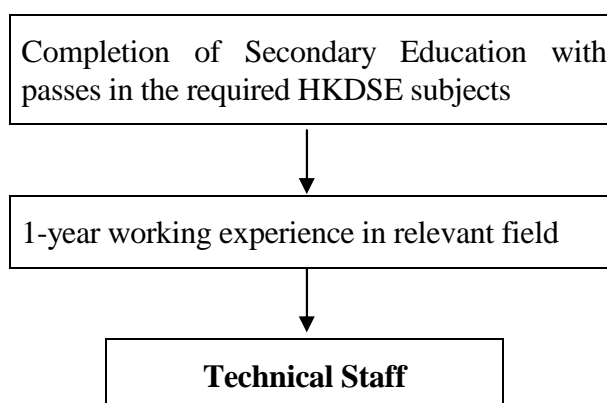 Completion of Secondary Education with
passes in the required HKDSE subjects
1-year working experience in relevant field
Technical Staff